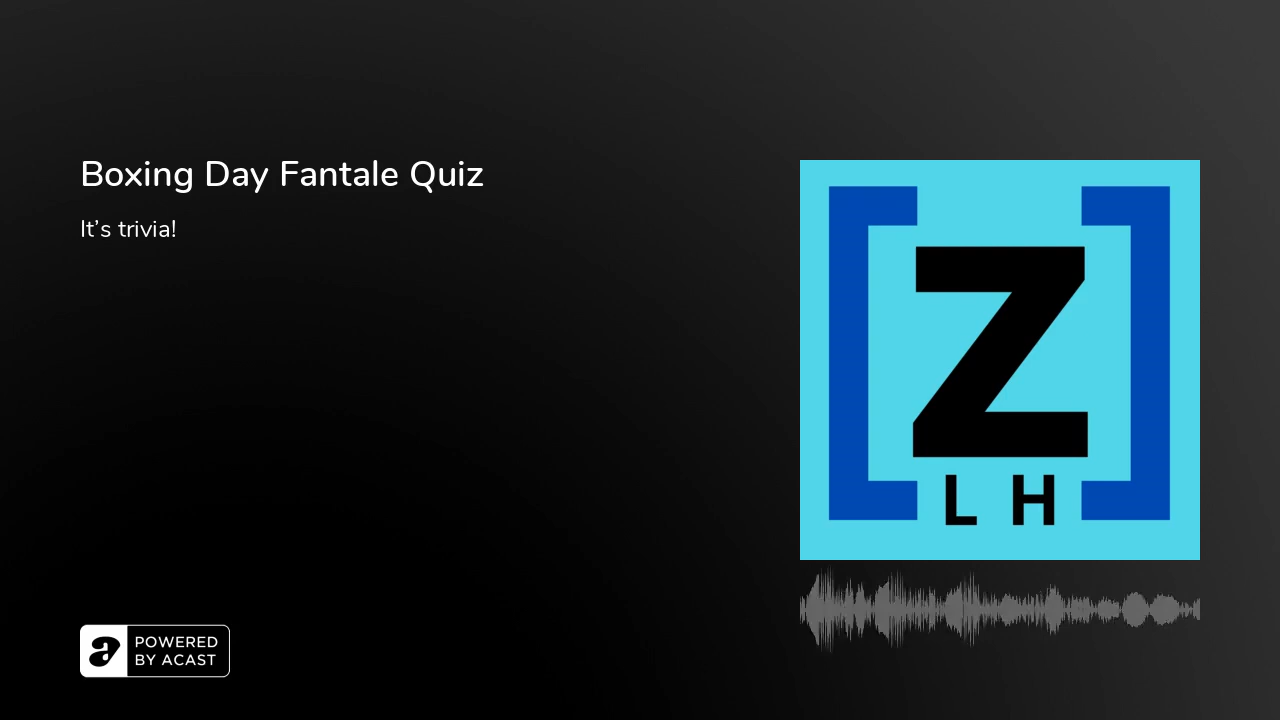 Boxing Day Fantale Quiz
It’s trivia!
[Z]
L H
a POWERED
BY ACAST